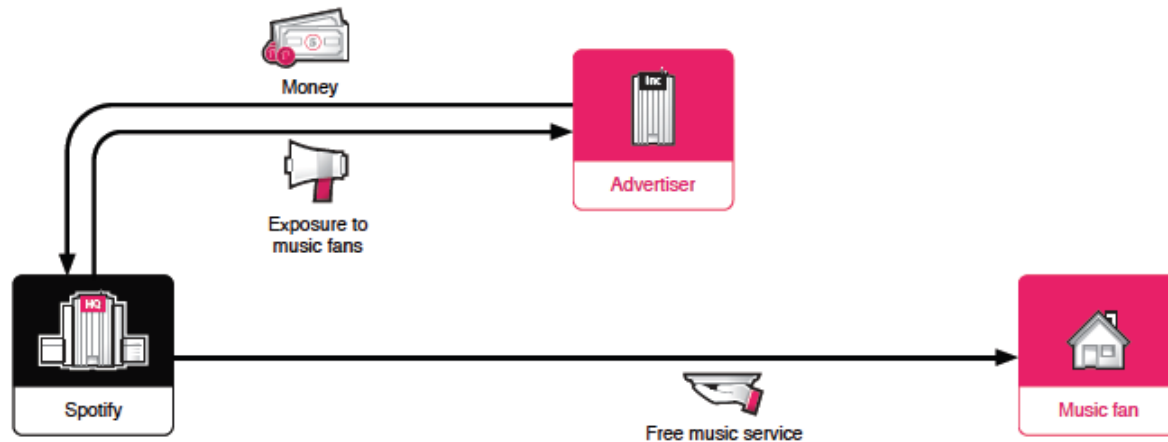 Money
Inc
Advertiser
Exposure to
music fans
HQ
Spotify
Music fan
Free music service